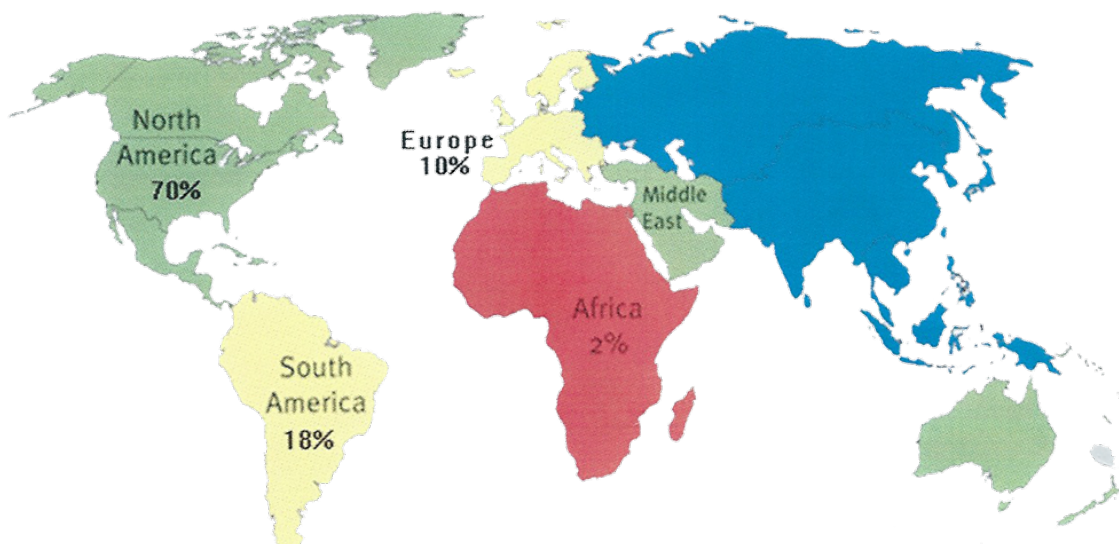 North
America
70%
Europe
10%
Middle
East
Africa
2%
South
America
18%